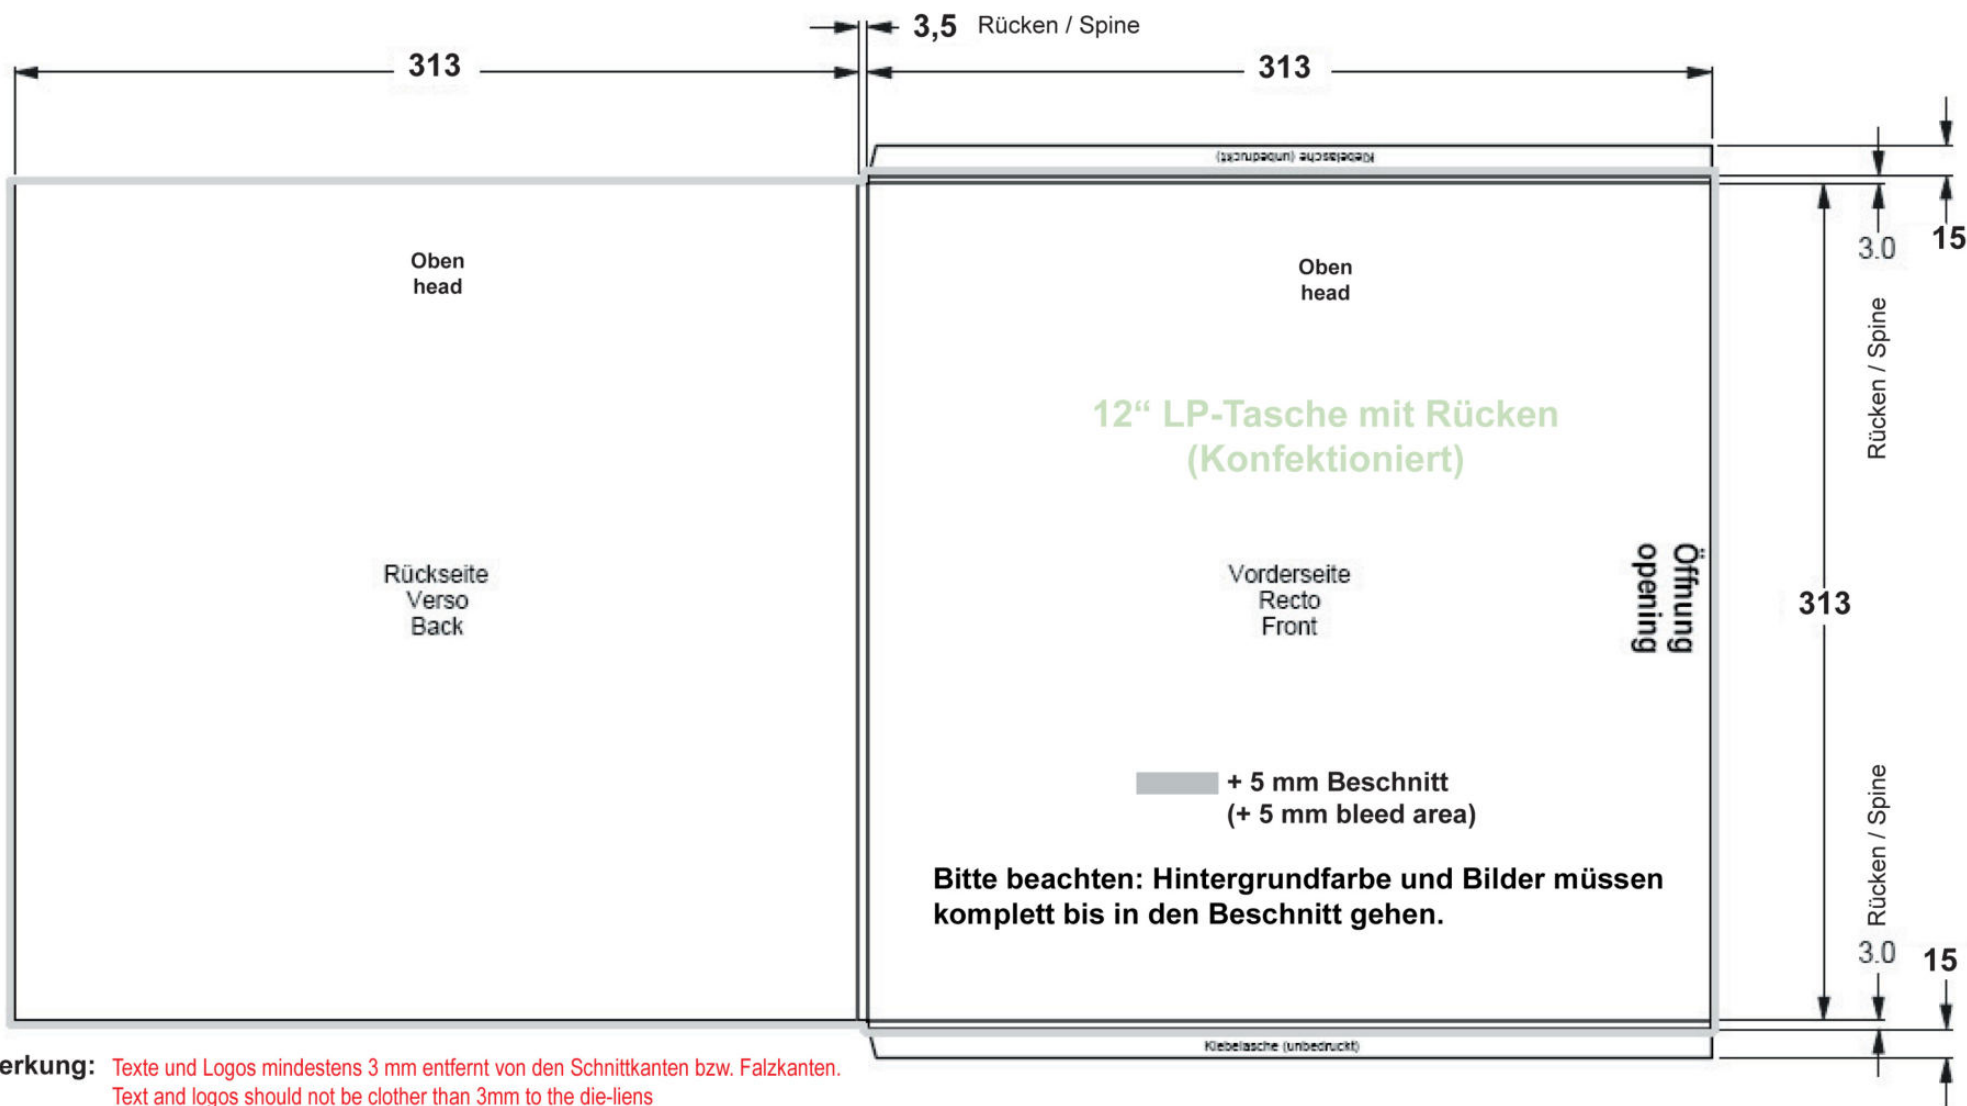 3,5 Rücken / Spine
313
313
Klebelasche (unbedruckt)
3.0
15
Oben
head
Oben
head
Rücken / Spine
12“ LP-Tasche mit Rücken
(Konfektioniert)
Rückseite
Verso
Back
Vorderseite
Recto
Front
Öffnung
opening
313
+ 5 mm Beschnitt
(+ 5 mm bleed area)
Rücken / Spine
Bitte beachten: Hintergrundfarbe und Bilder müssen
komplett bis in den Beschnitt gehen.
3.0
15
Klebelasche (unbedruckt)
erkung: Texte und Logos mindestens 3 mm entfernt von den Schnittkanten bzw. Falzkanten.
Text and logos should not be clother than 3mm to the die-liens